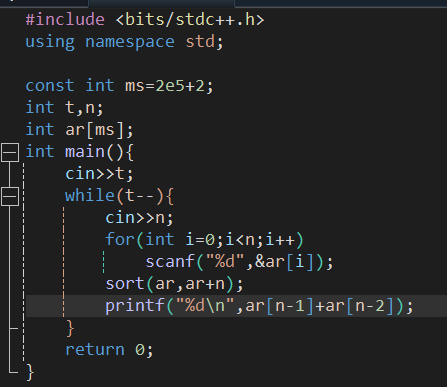 #include <bits/stdc++.h>
using namespace std;

const int ms=2e5+2;
int t,n;
int ar[ms];
int main(){
    cin>>t;
    while(t--){
        cin>>n;
        for(int i=0;i<n;i++)
            scanf("%d",&ar[i]);
        sort(ar,ar+n);
        printf("%d\n",ar[n-1]+ar[n-2]);
    }
    return 0;
}